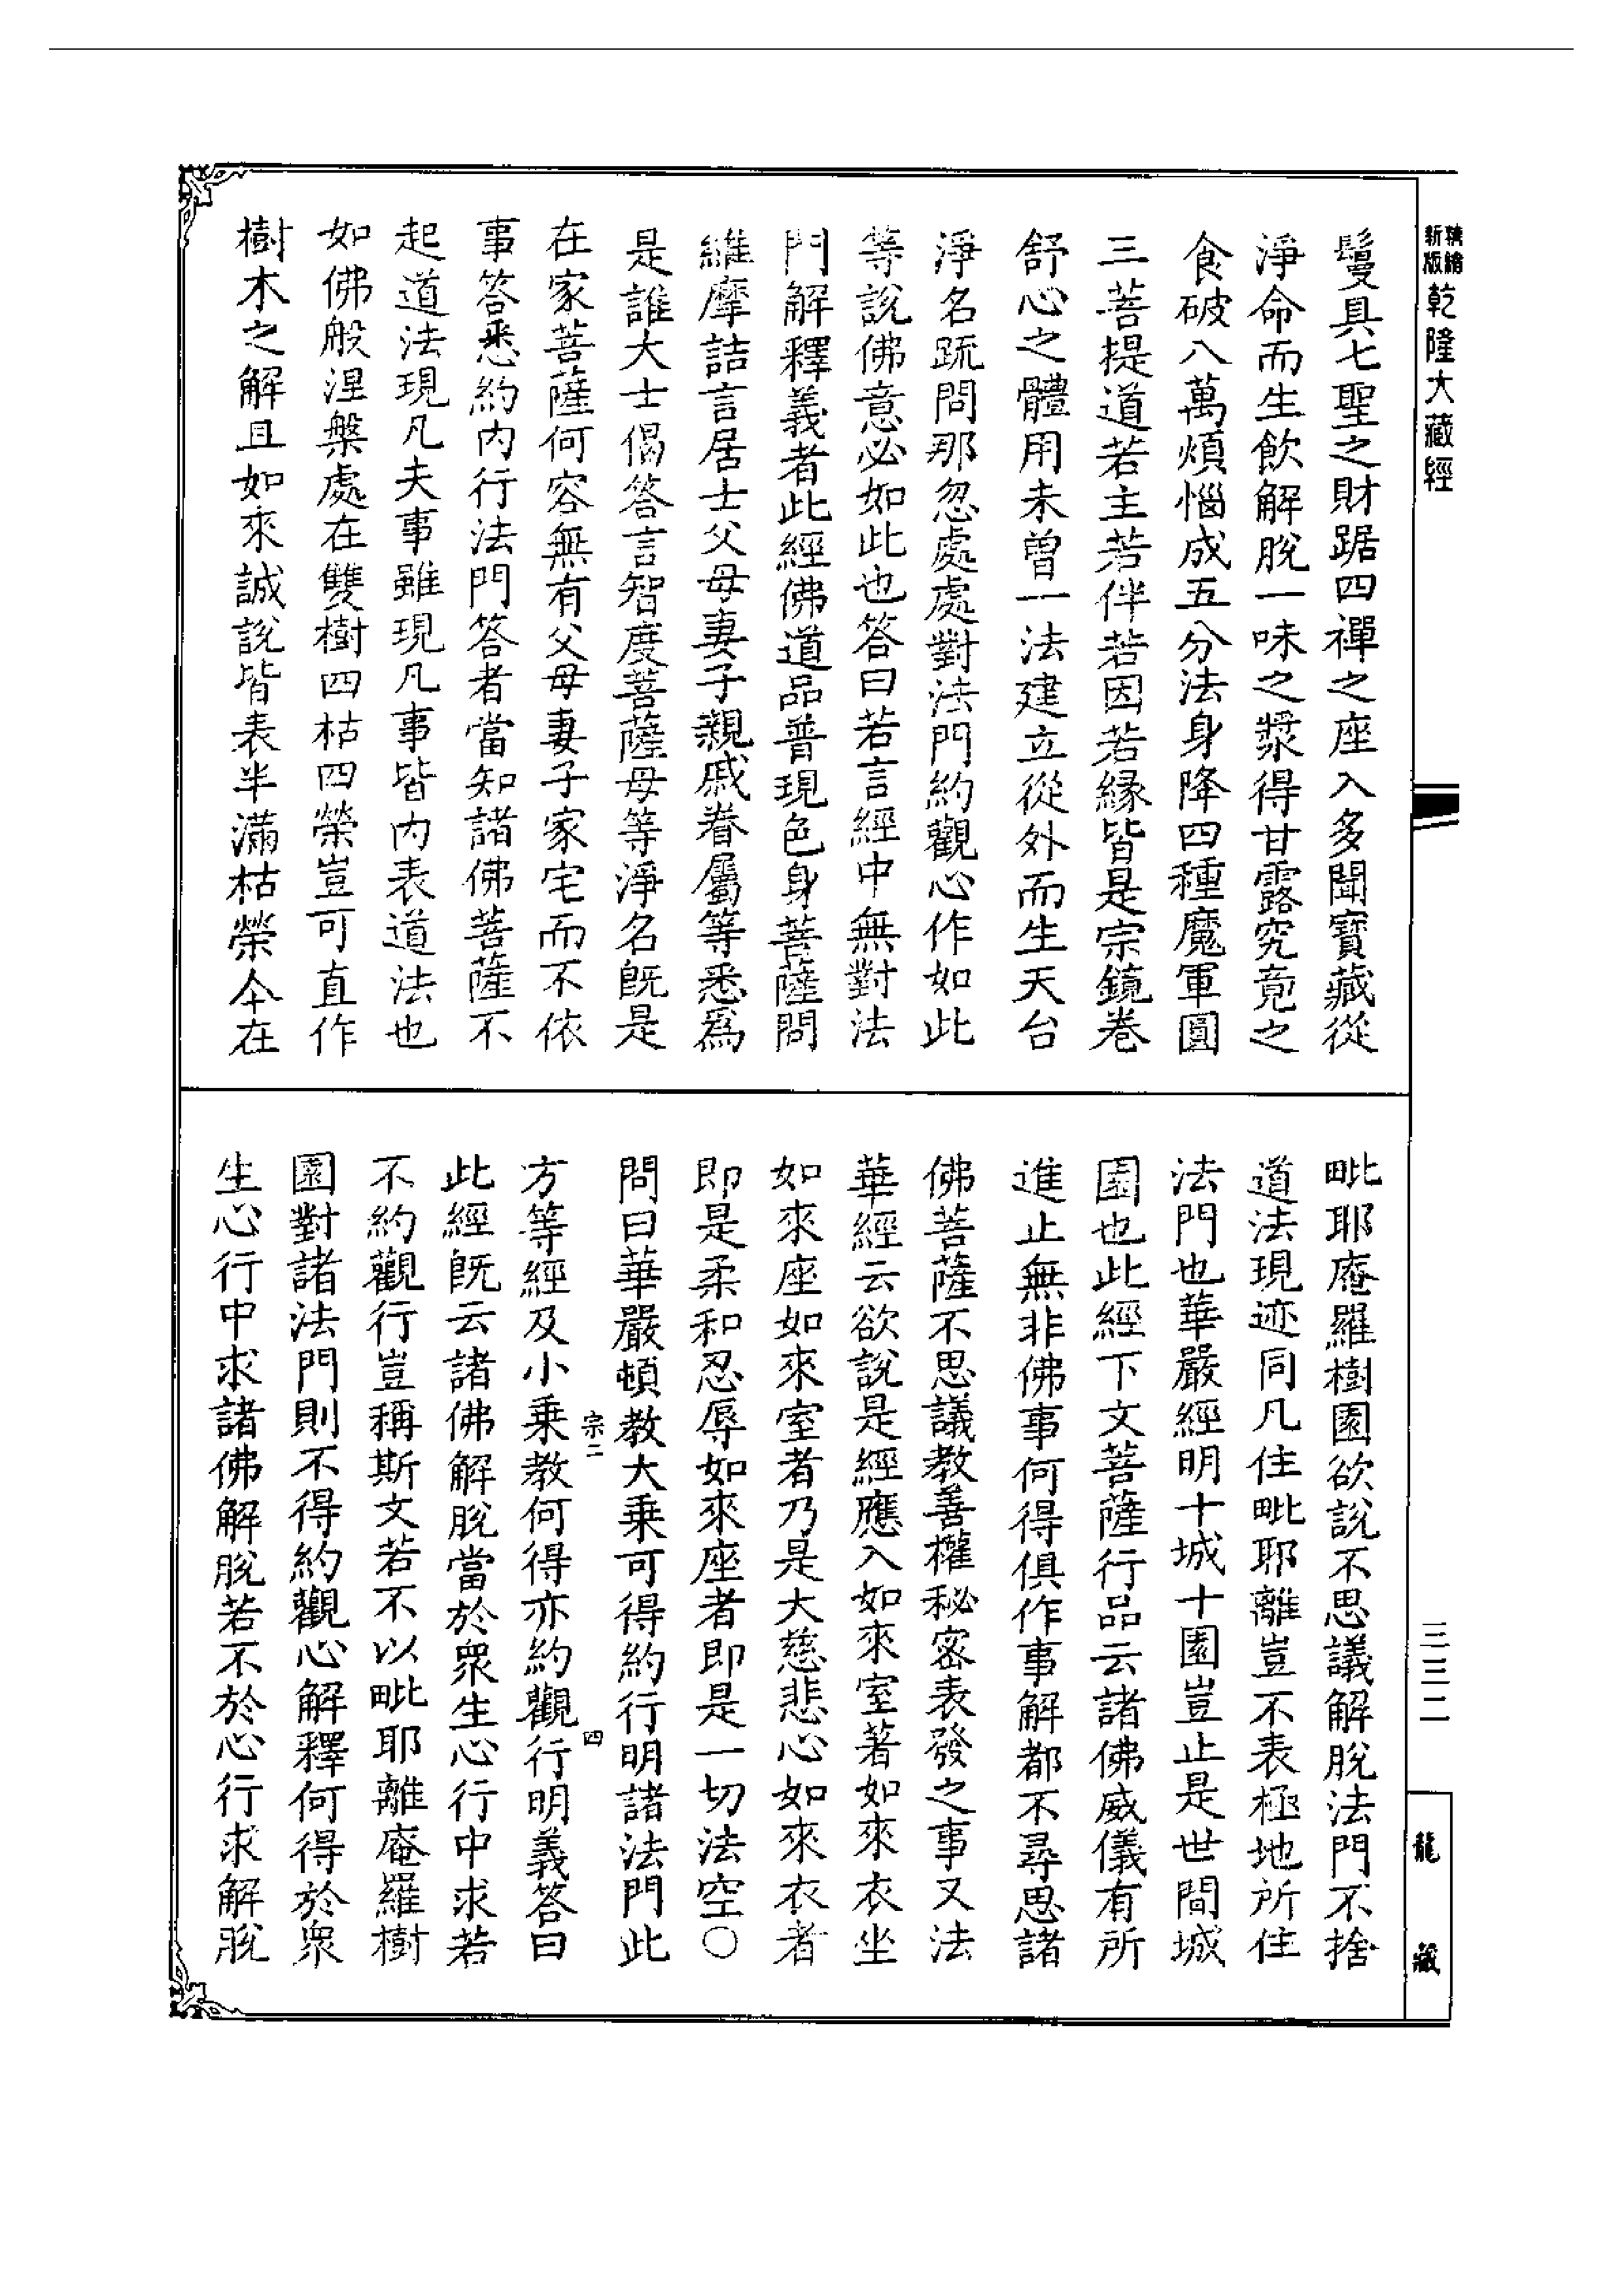 精縮
新版
乾隆大藏經
鬘具七聖之財踞四禪之座入多聞寶藏從
淨命而生飲解脫一味之漿得甘露究竟之
食破八萬煩惱成五分法身降四種魔軍圓
三菩提道若主若伴若因若緣皆是宗鏡卷
舒心之體用未曾一法建立從外而生天台
淨名䟽問那忽處處對法門約觀心作如此
等說佛意必如此也答曰若言經中無對法
門解釋義者此經佛道品普現色身菩薩問
維摩詰言居士父母妻子親戚眷屬等悉爲
是誰大士偈答言智度菩薩母等淨名旣是
在家菩薩何容無有父母妻子家宅而不依
事答悉約內行法門答者當知諸佛菩薩不
起道法現凡夫事雖現凡事皆內表道法也
如佛般涅槃處在雙樹四枯四榮豈可直作
樹木之解且如來誠說皆表半滿枯榮今在
毗耶庵羅樹園欲說不思議解脫法門不捨
道法現迹同凡住毗耶離豈不表極地所住
法門也華嚴經明十城十園豈止是世間城
園也此經下文菩薩行品云諸佛威儀有所
進止無非佛事何得俱作事解都不尋思諸
佛菩薩不思議教善權秘密表發之事又法
華經云欲說是經應入如來室著如來衣坐
如來座如來室者乃是大慈悲心如來衣者
即是柔和忍辱如來座者即是一切法空○
問曰華嚴頓教大乘可得約行明諸法門此
宗二 四
方等經及小乘教何得亦約觀行明義答曰
此經旣云諸佛解脫當於衆生心行中求若
不約觀行豈稱斯文若不以毗耶離庵羅樹
園對諸法門則不得約觀心解釋何得於衆
生心行中求諸佛解脫若不於心行求解脫
三三二
龍藏